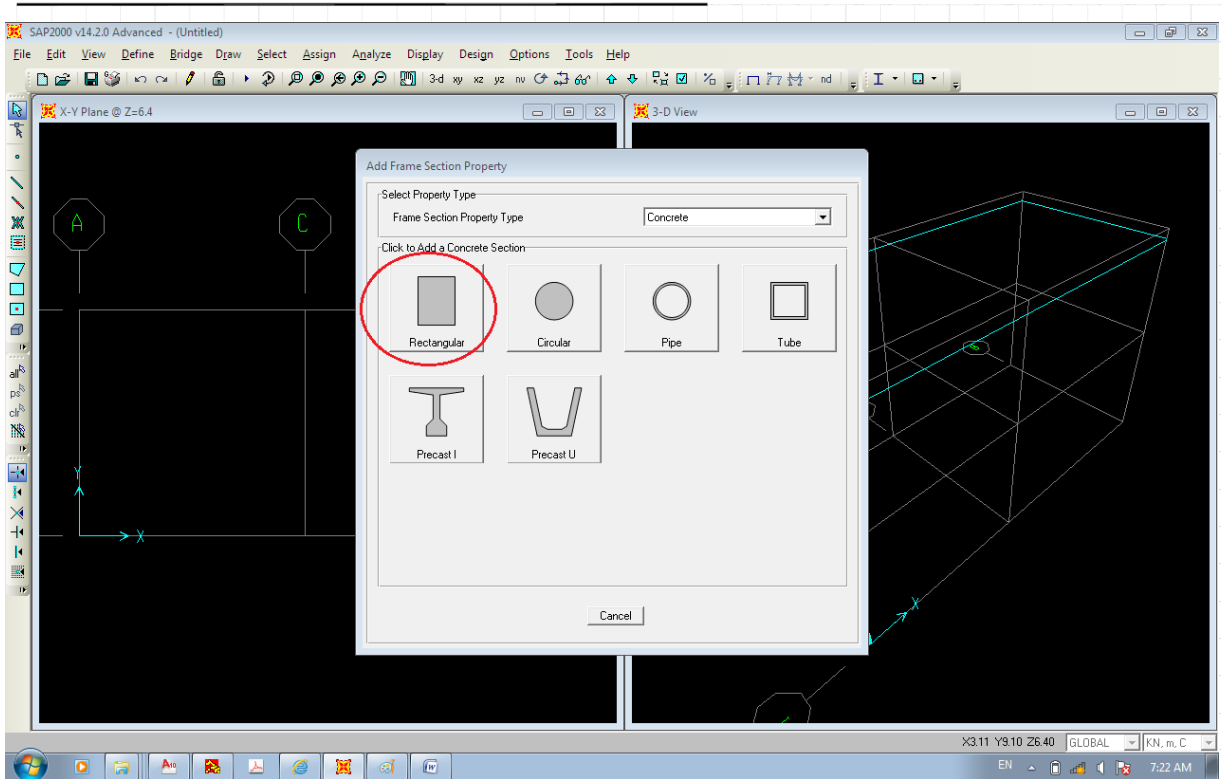 SAP2000 v14.2.0 Advanced - (Untitled)
File Edit View Define Bridge Draw Select Assign Analyze Display Design Options Tools Help
3-d xy xz yz nv nd
X-Y Plane @ Z=6.4
3-D View
Add Frame Section Property
Select Property Type
Frame Section Property Type
Concrete
Click to Add a Concrete Section
Rectangular
Circular
Pipe
Tube
Precast I
Precast U
Cancel
A
C
Y
X
X
all
ps
clr
X3.11 Y9.10 Z6.40
GLOBAL
KN, m, C
EN
7:22 AM